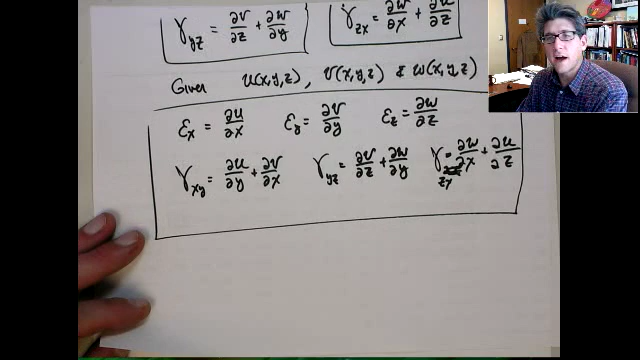 γyz = ∂v/∂z + ∂w/∂y   γzx = ∂w/∂x + ∂u/∂z
Given u(x,y,z), v(x,y,z) & w(x,y,z)
εx = ∂u/∂x   εy = ∂v/∂y   εz = ∂w/∂z
γxy = ∂u/∂y + ∂v/∂x   γyz = ∂v/∂z + ∂w/∂y   γzx = ∂w/∂x + ∂u/∂z